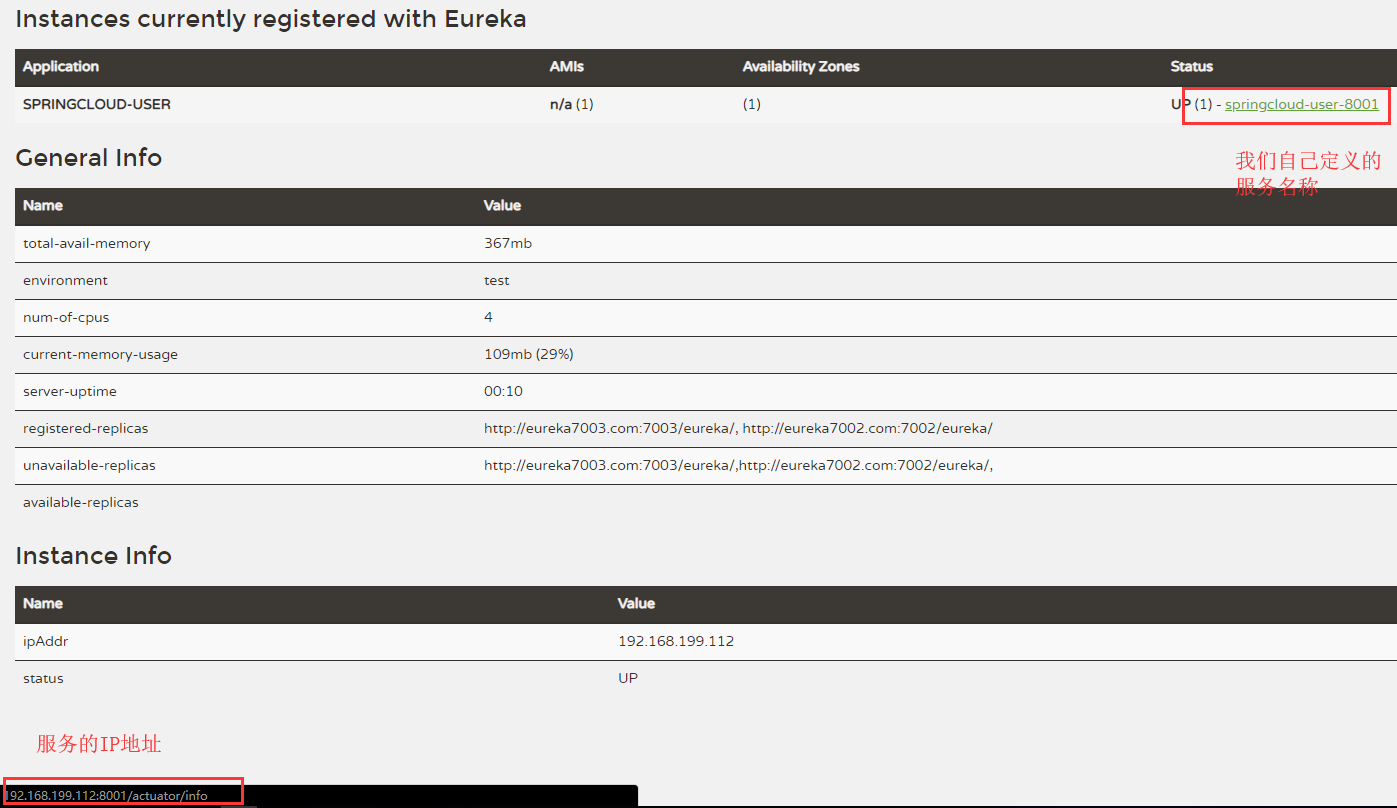 Instances currently registered with Eureka
Application AMIs Availability Zones Status
SPRINGCLOUD-USER n/a (1) (1) UP (1) - springcloud-user-8001
我们自己定义的
服务名称
General Info
Name Value
total-avail-memory 367mb
environment test
num-of-cpus 4
current-memory-usage 109mb (29%)
server-uptime 00:10
registered-replicas http://eureka7003.com:7003/eureka/, http://eureka7002.com:7002/eureka/
unavailable-replicas http://eureka7003.com:7003/eureka/,http://eureka7002.com:7002/eureka/,
available-replicas
Instance Info
Name Value
ipAddr 192.168.199.112
status UP
服务的IP地址
192.168.199.112:8001/actuator/info